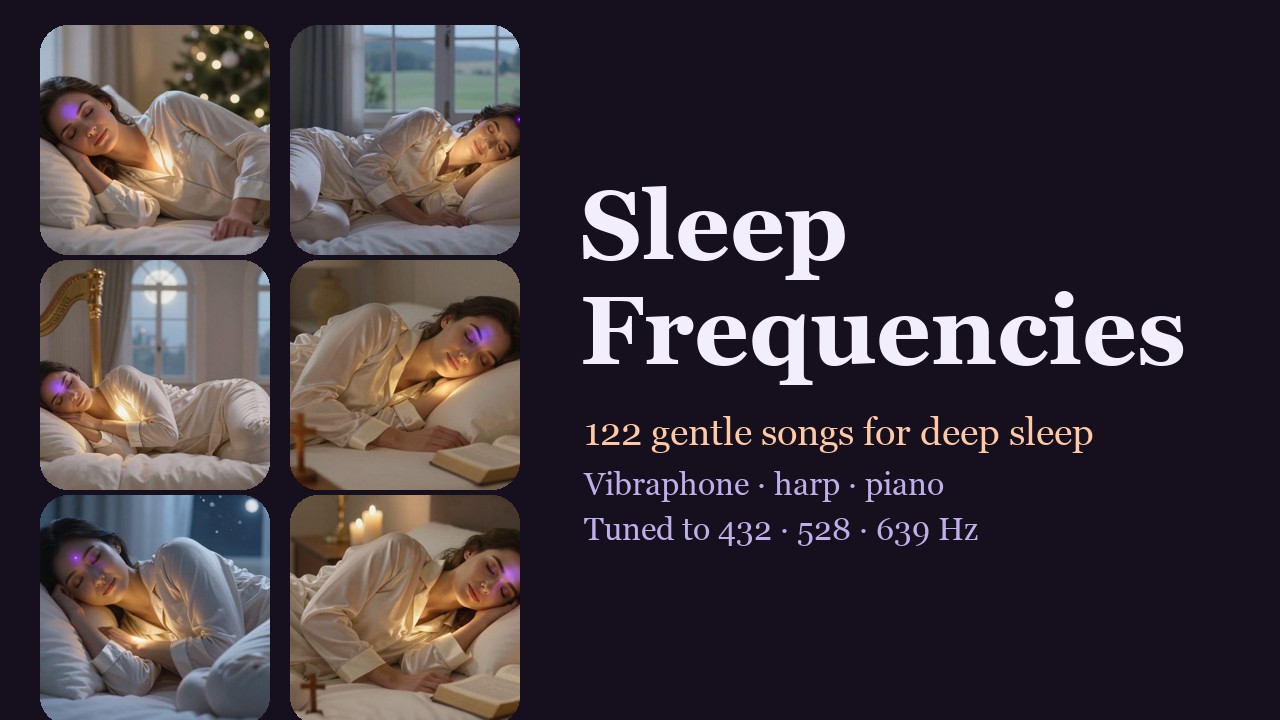 Sleep
Frequencies
122 gentle songs for deep sleep
Vibraphone · harp · piano
Tuned to 432 · 528 · 639 Hz